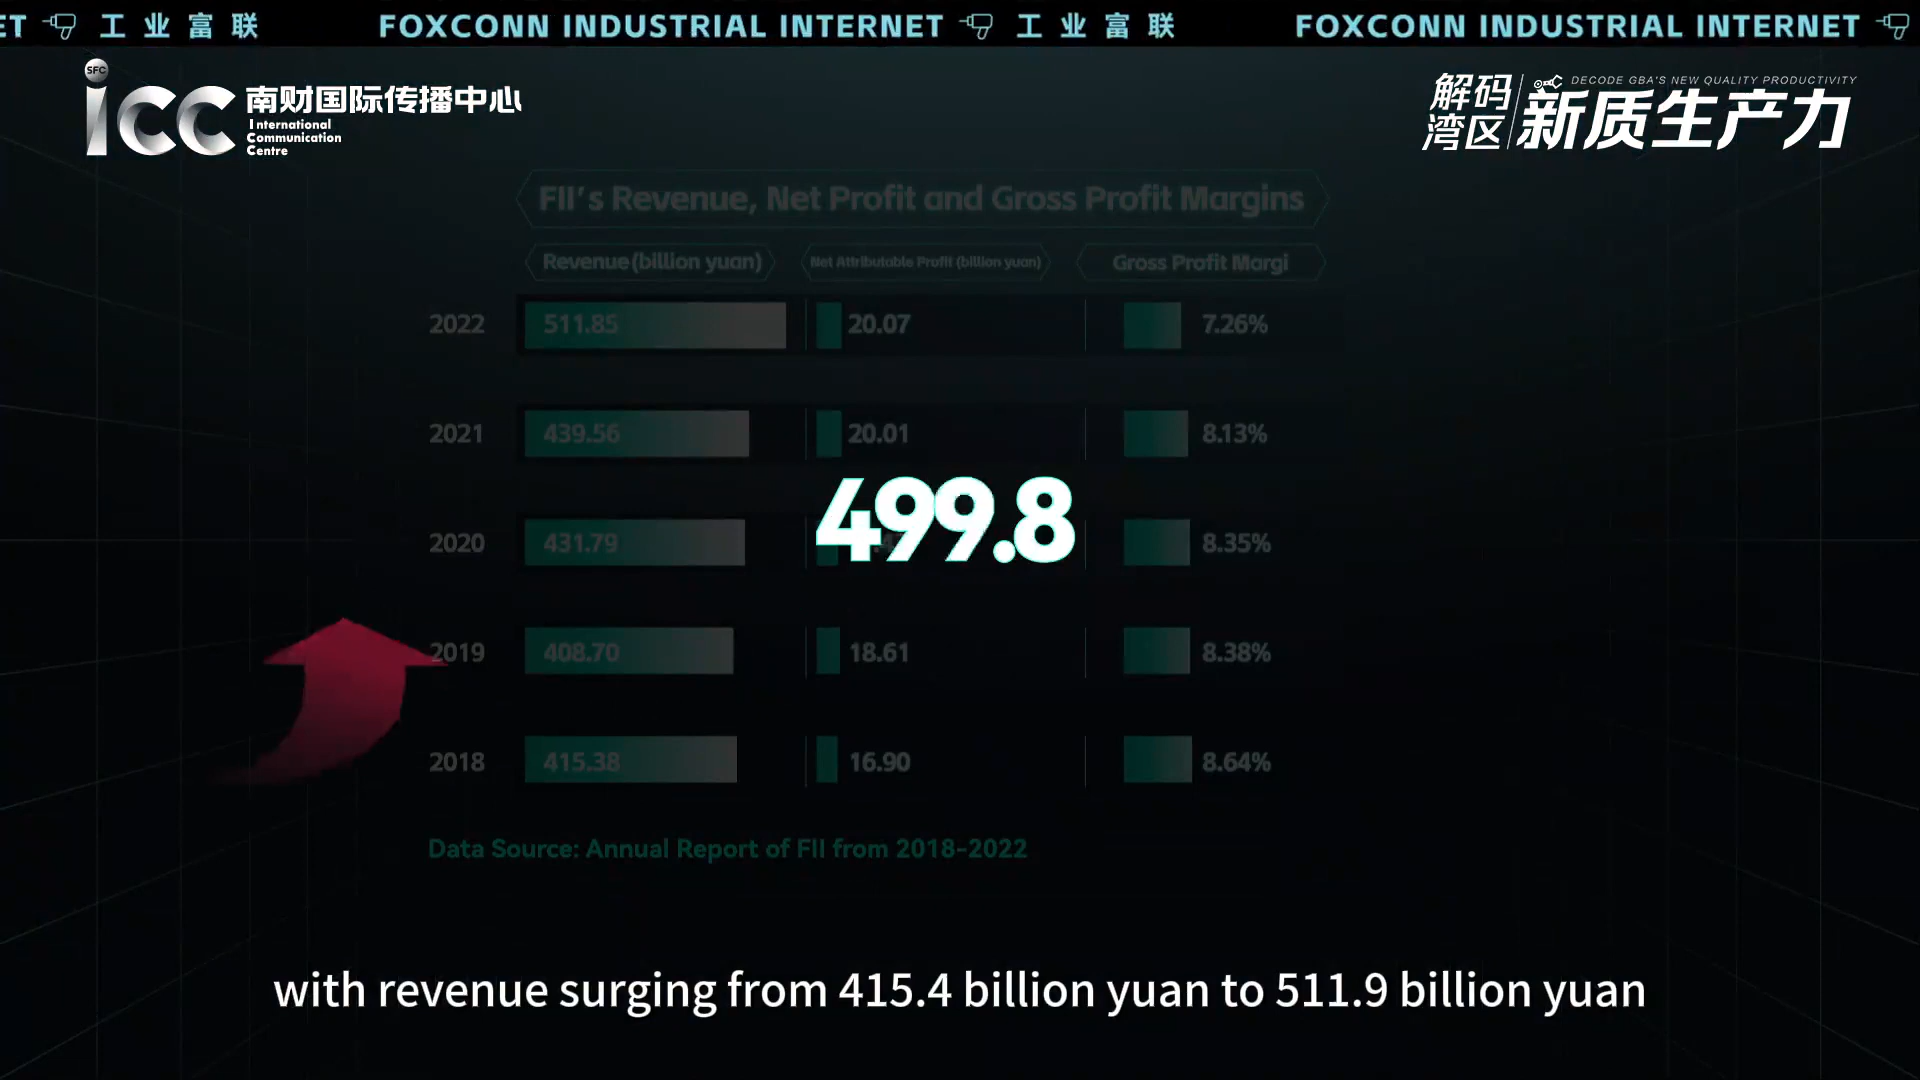 ET 工业富联 FOXCONN INDUSTRIAL INTERNET 工业富联 FOXCONN INDUSTRIAL INTERNET
SFC
icc 南财国际传播中心
International
Communication
Centre
解码湾区 DECODE GBA'S NEW QUALITY PRODUCTIVITY
新质生产力
FII's Revenue, Net Profit and Gross Profit Margins
Revenue(billion yuan) Net Attributable Profit (billion yuan) Gross Profit Margi
2022 511.85 20.07 7.26%
2021 439.56 20.01 8.13%
499.8
2020 431.79 8.35%
2019 408.70 18.61 8.38%
2018 415.38 16.90 8.64%
Data Source: Annual Report of FII from 2018-2022
with revenue surging from 415.4 billion yuan to 511.9 billion yuan